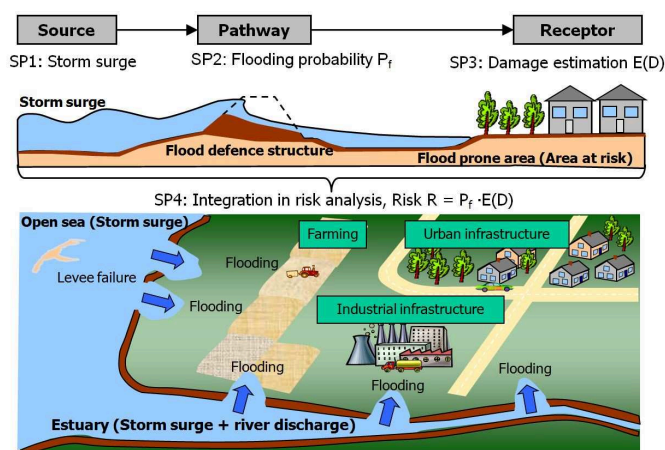 Source
Pathway
Receptor
SP1: Storm surge
SP2: Flooding probability Pf
SP3: Damage estimation E(D)
Storm surge
Flood defence structure
Flood prone area (Area at risk)
SP4: Integration in risk analysis, Risk R = Pf ·E(D)
Open sea (Storm surge)
Farming
Urban infrastructure
Levee failure
Flooding
Flooding
Industrial infrastructure
Flooding
Flooding
Flooding
Estuary (Storm surge + river discharge)